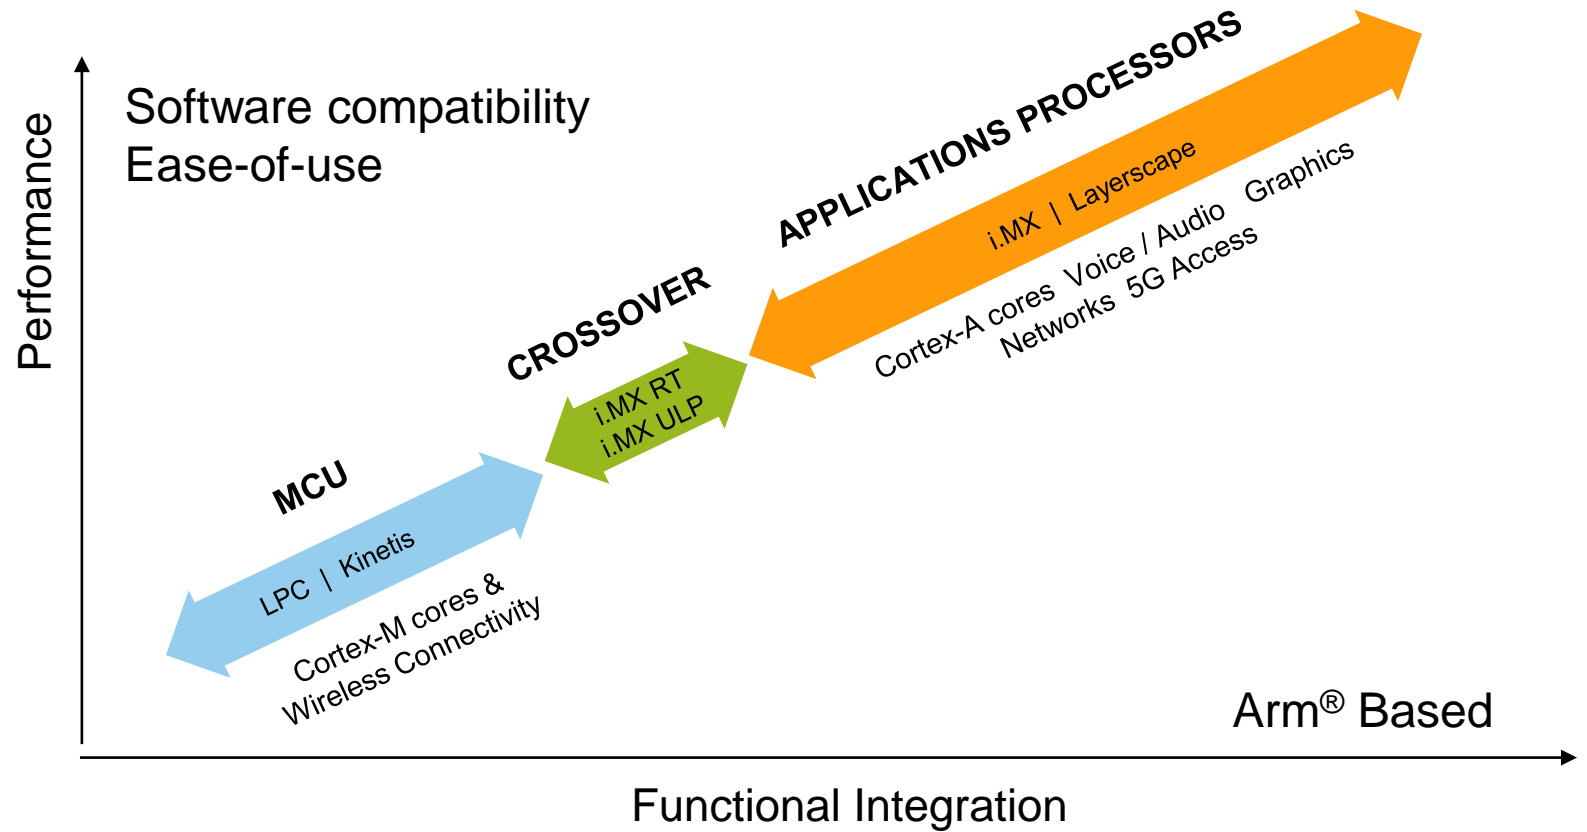 Software compatibility
Ease-of-use
Performance
APPLICATIONS PROCESSORS
i.MX | Layerscape
Cortex-A cores Voice / Audio Graphics
Networks 5G Access
CROSSOVER
i.MX RT
i.MX ULP
MCU
LPC | Kinetis
Cortex-M cores &
Wireless Connectivity
Arm® Based
Functional Integration